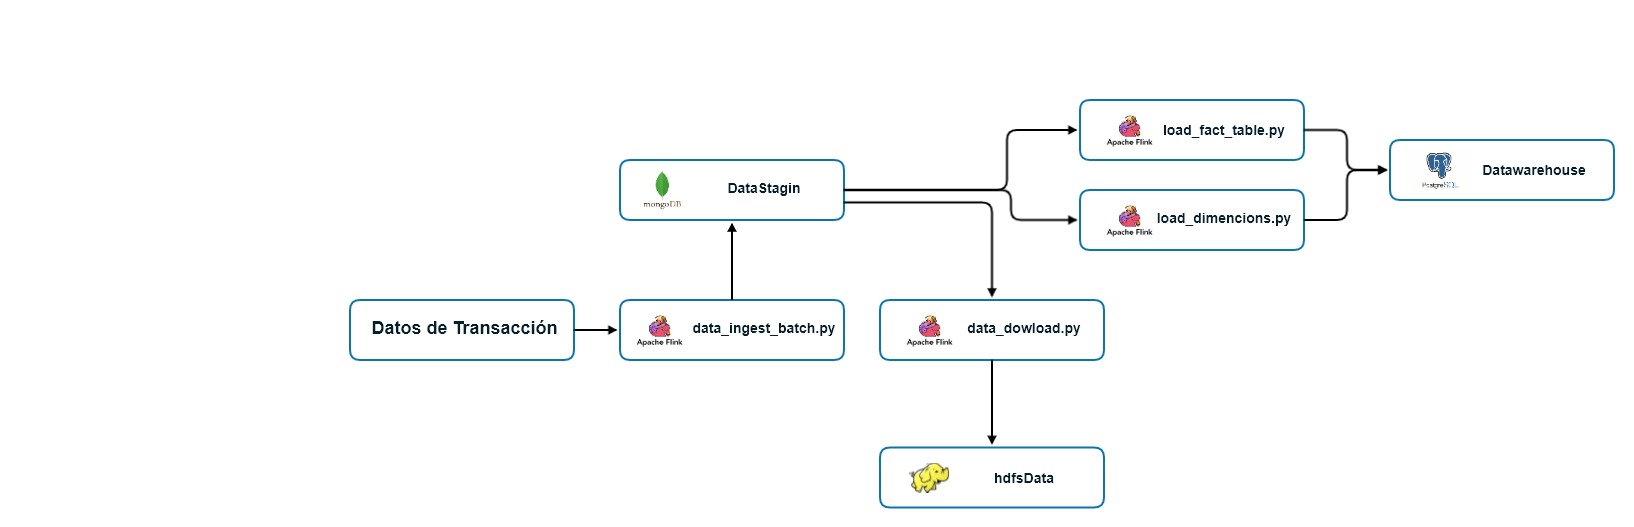 Apache Flink
load_fact_table.py
PostgreSQL
Datawarehouse
mongoDB
DataStagin
Apache Flink
load_dimencions.py
Datos de Transacción
Apache Flink
data_ingest_batch.py
Apache Flink
data_dowload.py
hdfsData